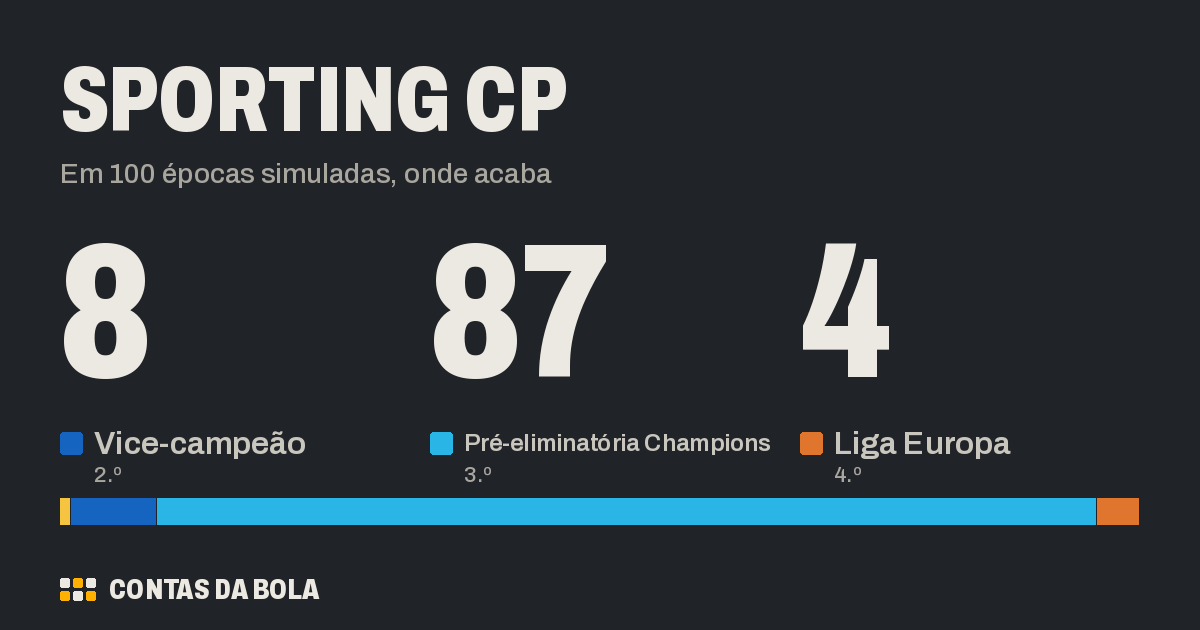 SPORTING CP
Em 100 épocas simuladas, onde acaba
8 87 4
Vice-campeão Pré-eliminatória Champions Liga Europa
2.º 3.º 4.º
CONTAS DA BOLA